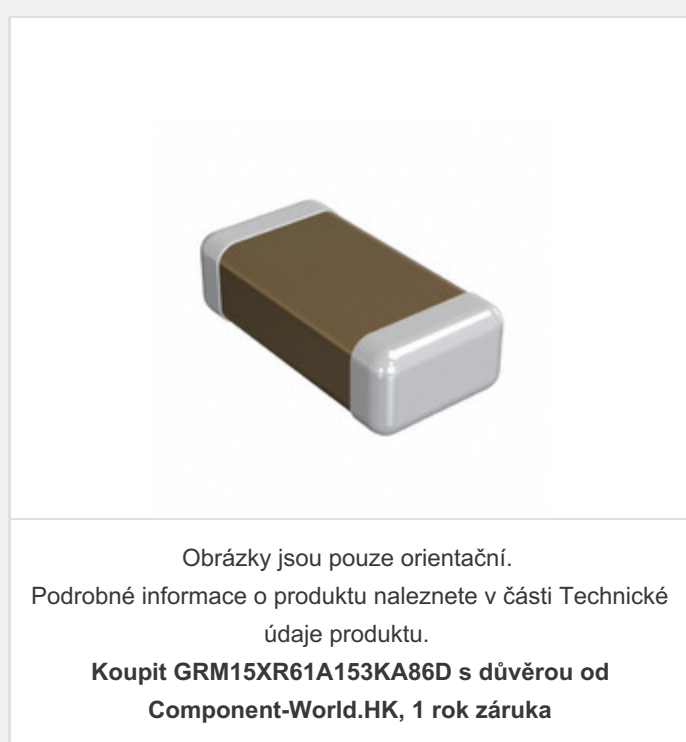 Obrázky jsou pouze orientační.
Podrobné informace o produktu naleznete v části Technické
údaje produktu.
Koupit GRM15XR61A153KA86D s důvěrou od
Component-World.HK, 1 rok záruka